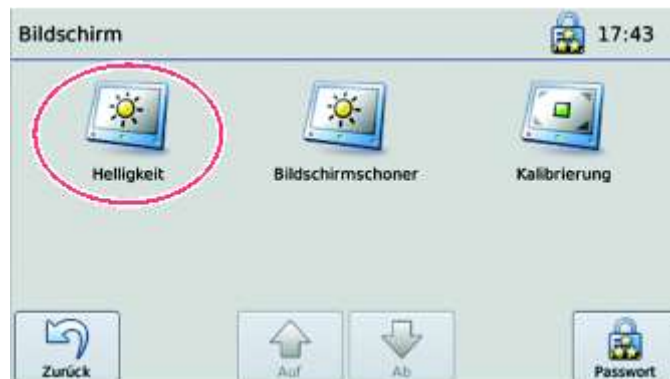 Bildschirm 17:43
Helligkeit Bildschirmschoner Kalibrierung
Zurück Auf Ab Passwort